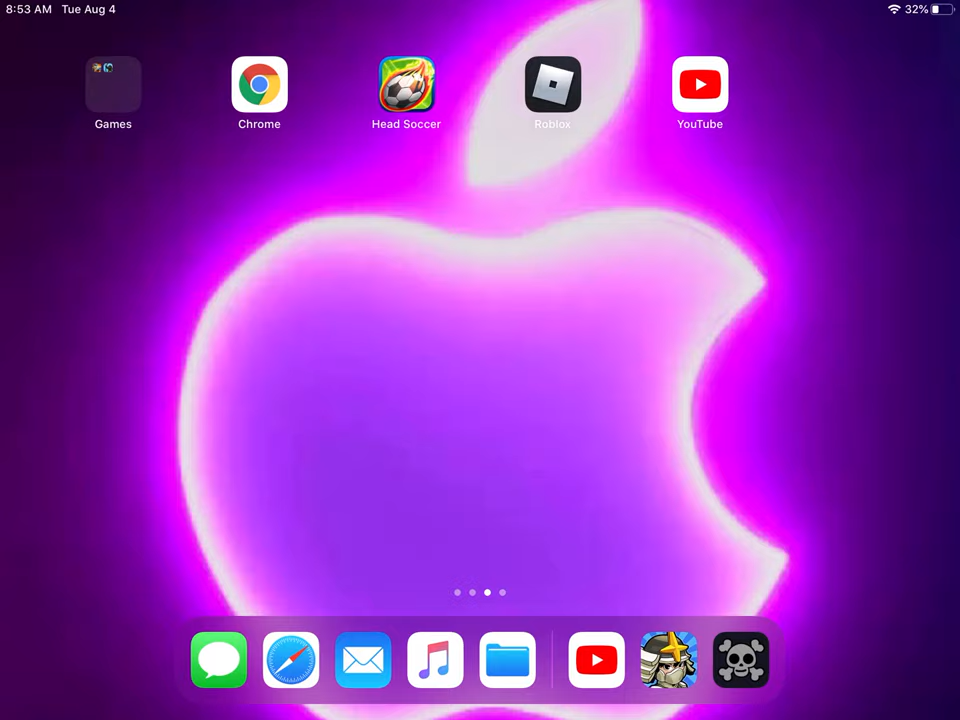 8:53 AM Tue Aug 4
32%
Games
Chrome
Head Soccer
Roblox
YouTube